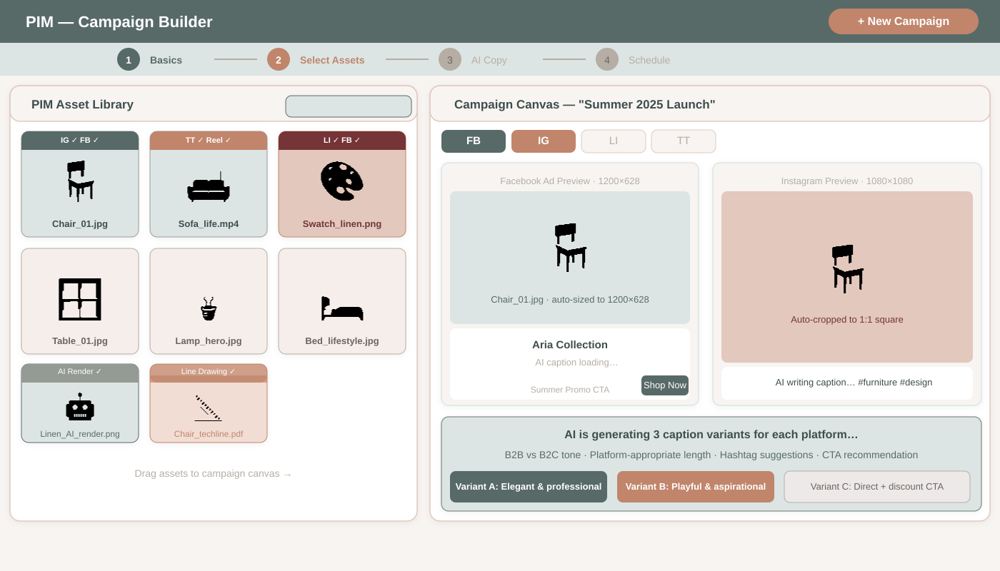 PIM — Campaign Builder
+ New Campaign
1 Basics
2 Select Assets
3 AI Copy
4 Schedule
PIM Asset Library
IG ✓ FB ✓
TT ✓ Reel ✓
LI ✓ FB ✓
Chair_01.jpg
Sofa_life.mp4
Swatch_linen.png
Table_01.jpg
Lamp_hero.jpg
Bed_lifestyle.jpg
AI Render ✓
Line Drawing ✓
Linen_AI_render.png
Chair_techline.pdf
Drag assets to campaign canvas →
Campaign Canvas — "Summer 2025 Launch"
FB
IG
LI
TT
Facebook Ad Preview · 1200×628
Chair_01.jpg · auto-sized to 1200×628
Aria Collection
AI caption loading…
Summer Promo CTA
Shop Now
Instagram Preview · 1080×1080
Auto-cropped to 1:1 square
AI writing caption… #furniture #design
AI is generating 3 caption variants for each platform…
B2B vs B2C tone · Platform-appropriate length · Hashtag suggestions · CTA recommendation
Variant A: Elegant & professional
Variant B: Playful & aspirational
Variant C: Direct + discount CTA